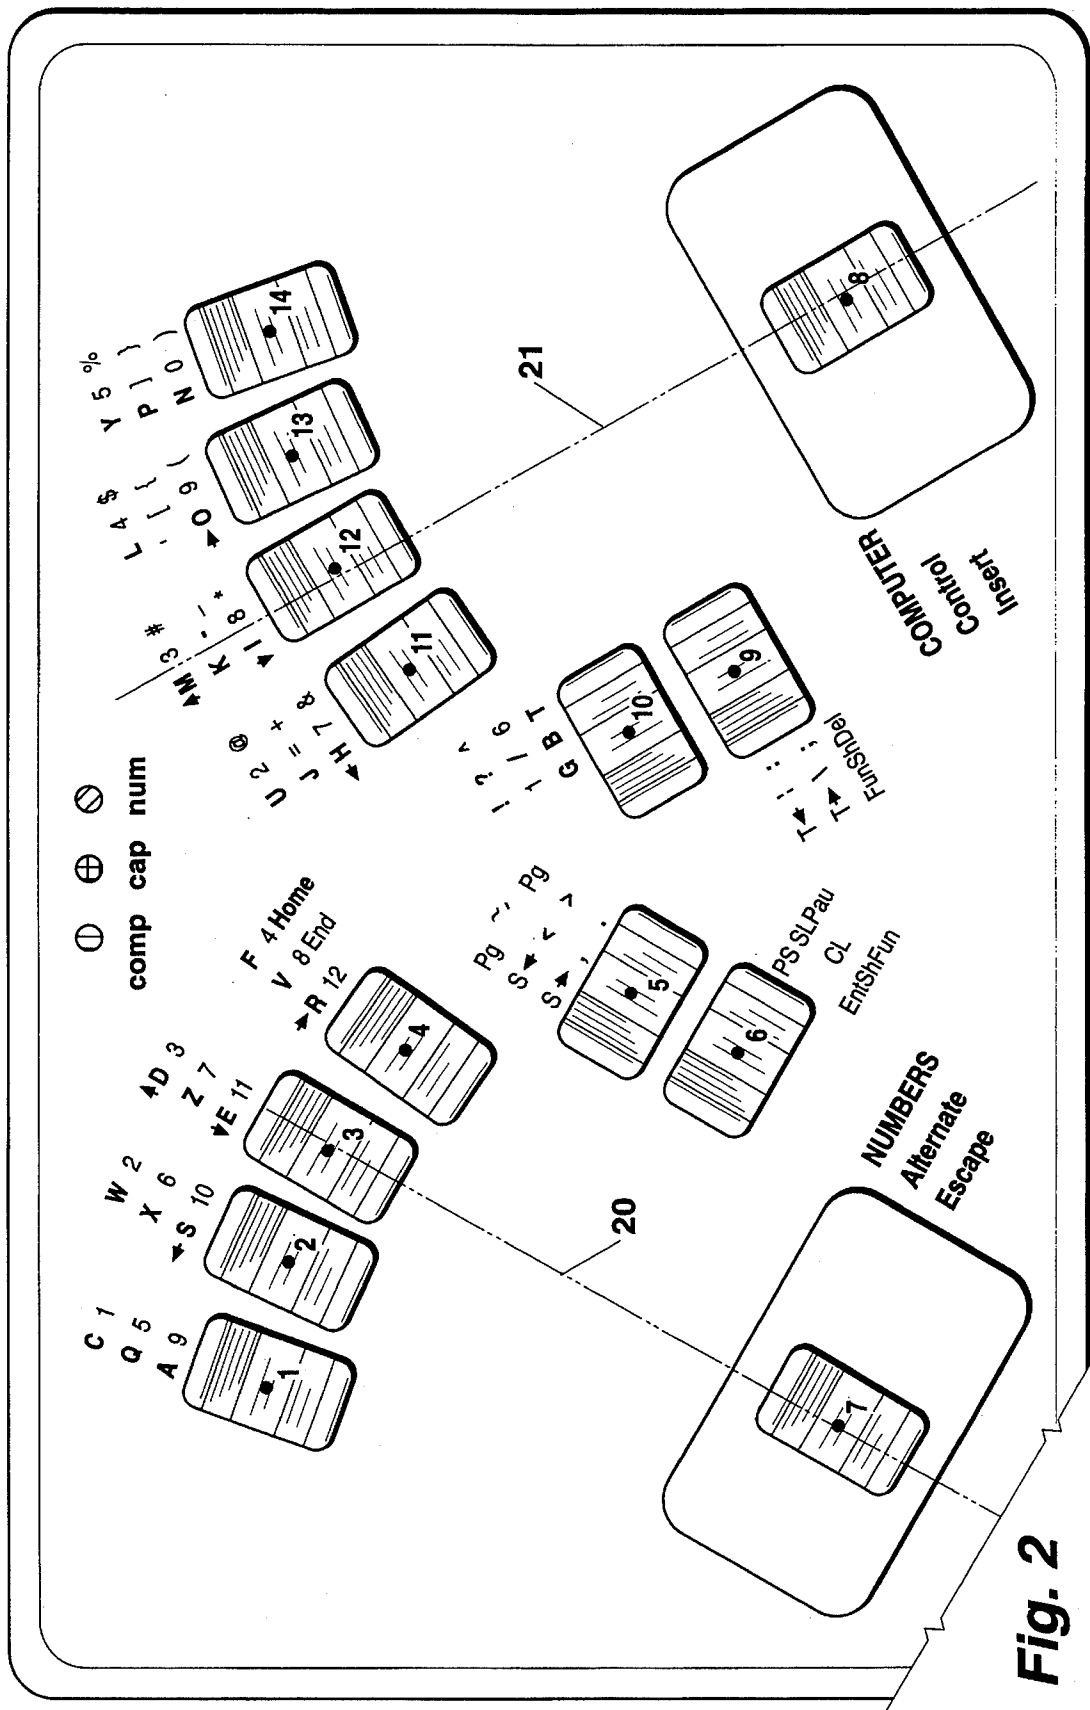 comp cap num
C 1
Q 5
A 9
W 2
X 6
S 10
D 3
Z 7
E 11
F 4 Home
V 8 End
R 12
U 2 @
J = +
H 7 &
M 3 #
K - _
I 8 *
L 4 $
' [ {
O 9 (
Y 5 %
P ] }
N 0 )
1
2
3
4
11
12
13
14
Pg ~ Pg
S < >
S , .
! ? ^
1 / 6
G B T
5
10
6
9
PS SLPau
CL
EntShFun
T ! :
T \ ;
FunShDel
20
21
NUMBERS
Alternate
Escape
COMPUTER
Control
Insert
7
8
Fig. 2